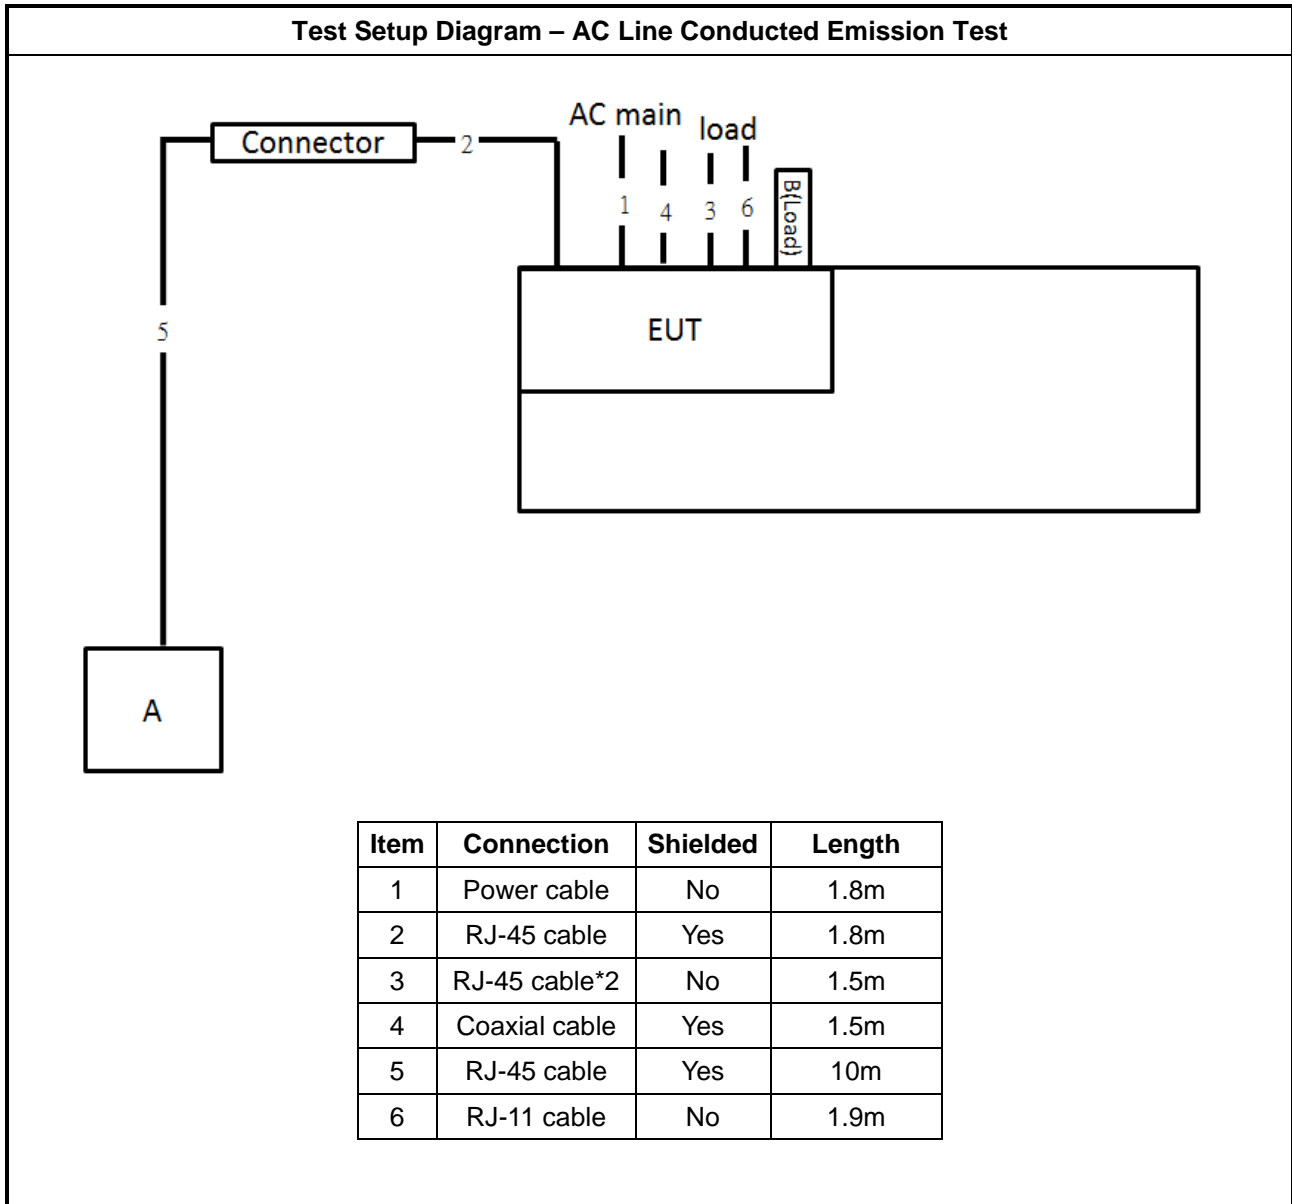 Test Setup Diagram – AC Line Conducted Emission Test
AC main
load
Connector
2
1
4
3
6
B(Load)
5
EUT
A
Item Connection Shielded Length
1 Power cable No 1.8m
2 RJ-45 cable Yes 1.8m
3 RJ-45 cable*2 No 1.5m
4 Coaxial cable Yes 1.5m
5 RJ-45 cable Yes 10m
6 RJ-11 cable No 1.9m